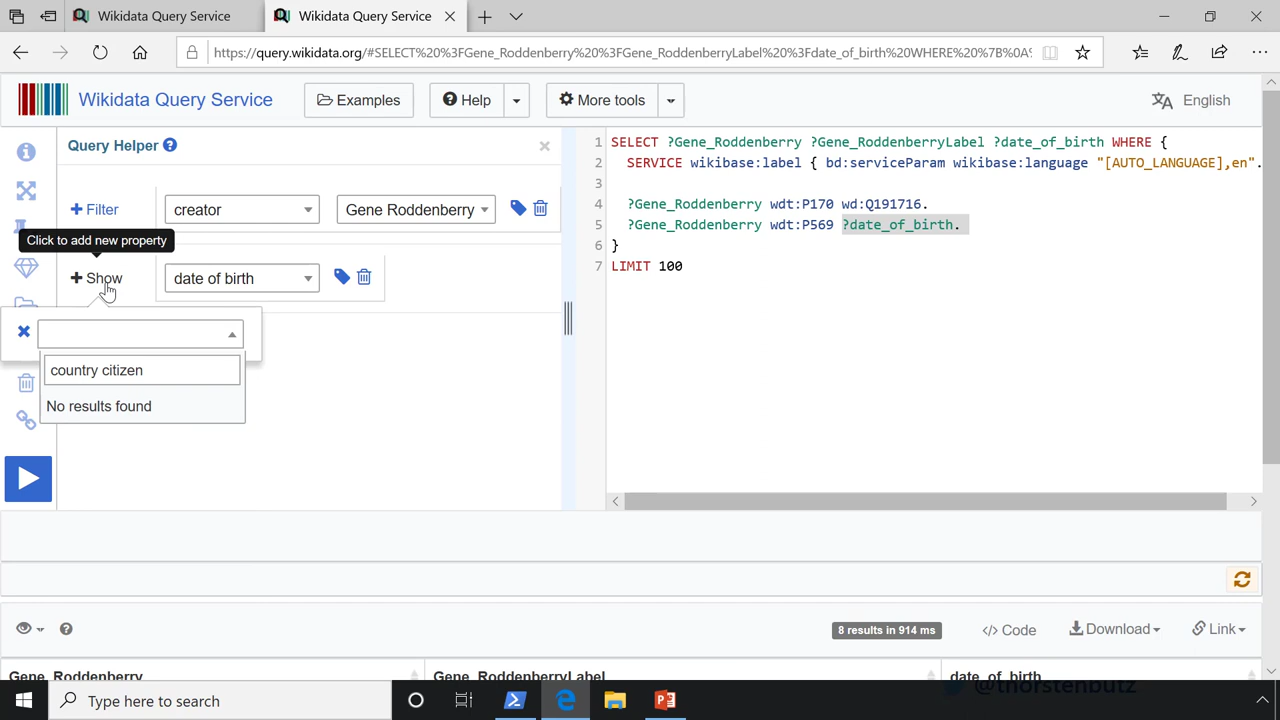 Wikidata Query Service
Wikidata Query Service
https://query.wikidata.org/#SELECT%20%3FGene_Roddenberry%20%3FGene_RoddenberryLabel%20%3Fdate_of_birth%20WHERE%20%7B%0A%
Wikidata Query Service
Examples
Help
More tools
English
Query Helper
+ Filter
creator
Gene Roddenberry
Click to add new property
+ Show
date of birth
country citizen
No results found
1 SELECT ?Gene_Roddenberry ?Gene_RoddenberryLabel ?date_of_birth WHERE {
2 SERVICE wikibase:label { bd:serviceParam wikibase:language "[AUTO_LANGUAGE],en".
3
4 ?Gene_Roddenberry wdt:P170 wd:Q191716.
5 ?Gene_Roddenberry wdt:P569 ?date_of_birth.
6 }
7 LIMIT 100
8 results in 914 ms
</> Code
Download
Link
Gene_Roddenberry
Gene_RoddenberryLabel
date_of_birth
@thorstenbutz
Type here to search